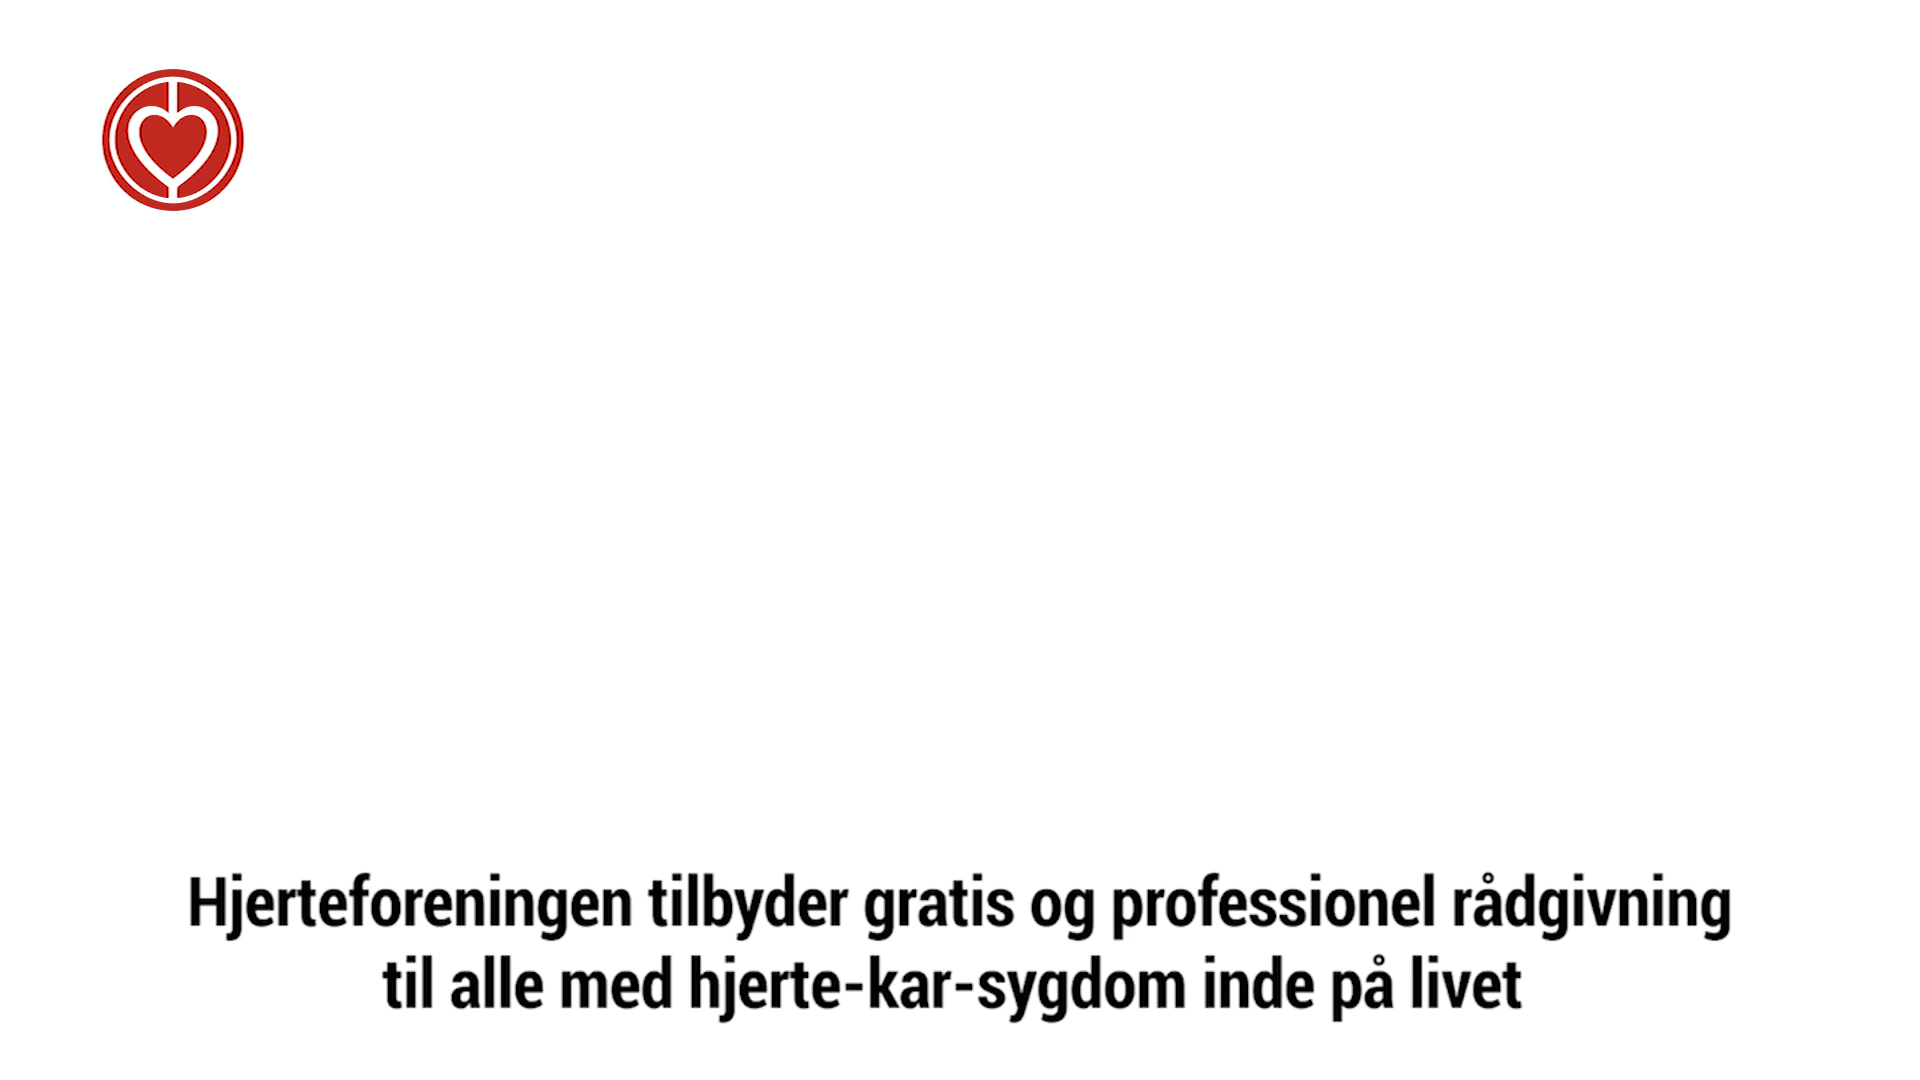 Hjerteforeningen tilbyder gratis og professionel rådgivning
til alle med hjerte-kar-sygdom inde på livet